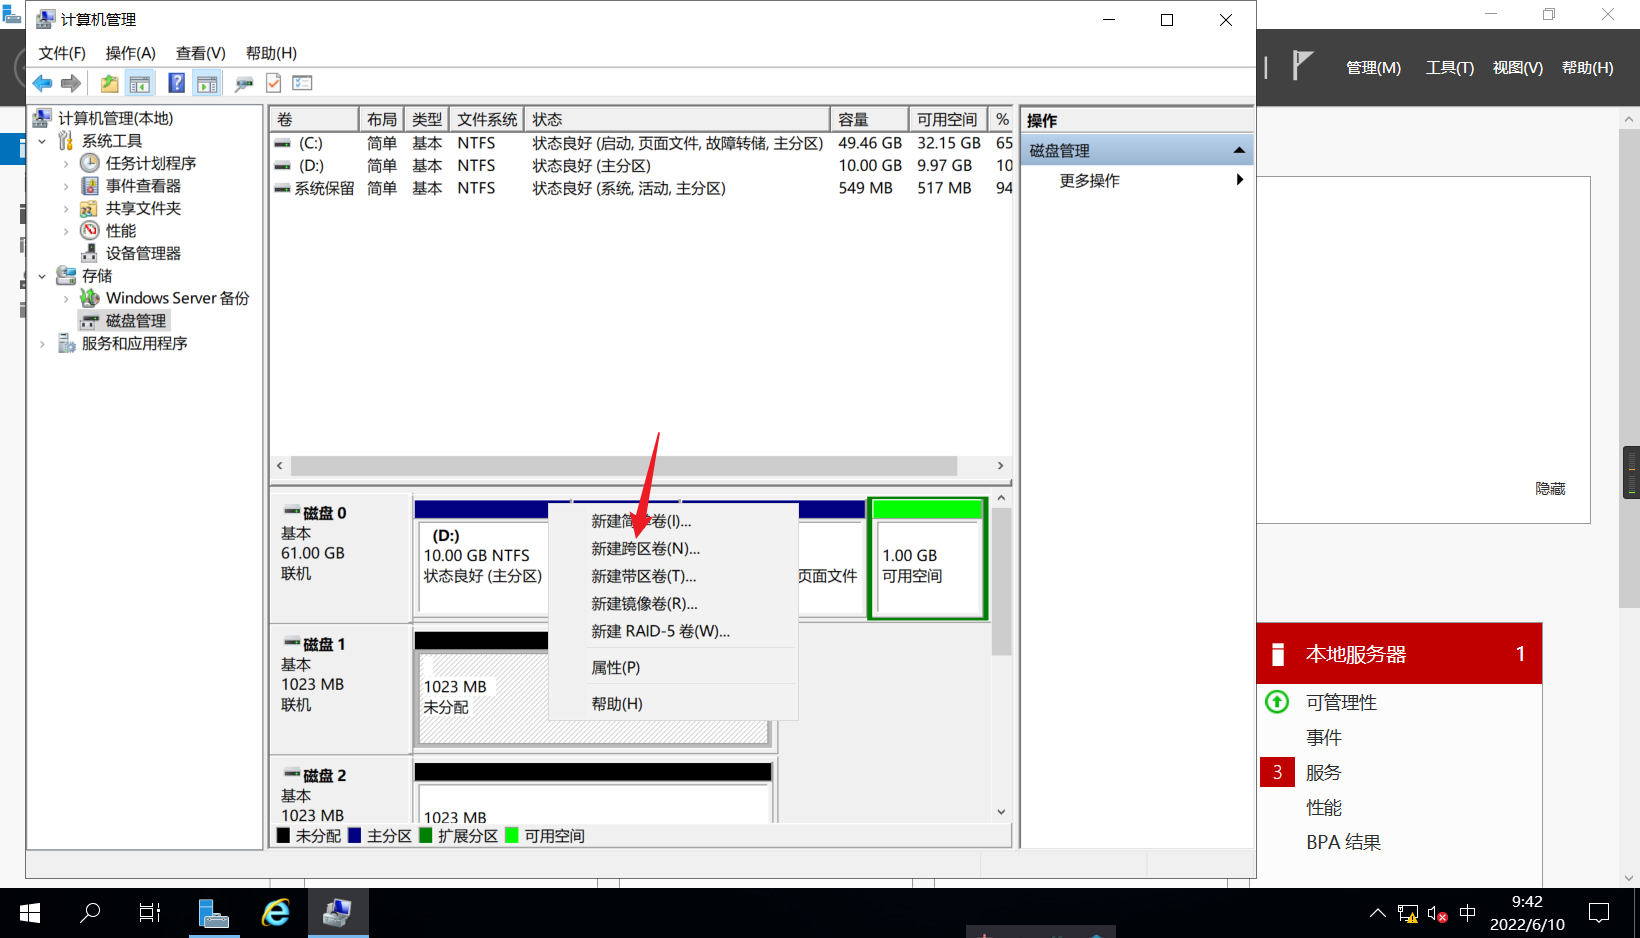 计算机管理
文件(F) 操作(A) 查看(V) 帮助(H)
管理(M) 工具(T) 视图(V) 帮助(H)
计算机管理(本地)
系统工具
任务计划程序
事件查看器
共享文件夹
性能
设备管理器
存储
Windows Server 备份
磁盘管理
服务和应用程序
卷 布局 类型 文件系统 状态 容量 可用空间 %
(C:) 简单 基本 NTFS 状态良好 (启动, 页面文件, 故障转储, 主分区) 49.46 GB 32.15 GB 65
(D:) 简单 基本 NTFS 状态良好 (主分区) 10.00 GB 9.97 GB 10
系统保留 简单 基本 NTFS 状态良好 (系统, 活动, 主分区) 549 MB 517 MB 94
操作
磁盘管理
更多操作
磁盘 0
基本
61.00 GB
联机
(D:)
10.00 GB NTFS
状态良好 (主分区)
页面文件
1.00 GB
可用空间
新建简单卷(I)...
新建跨区卷(N)...
新建带区卷(T)...
新建镜像卷(R)...
新建 RAID-5 卷(W)...
属性(P)
帮助(H)
磁盘 1
基本
1023 MB
联机
1023 MB
未分配
磁盘 2
基本
1023 MB
1023 MB
未分配 主分区 扩展分区 可用空间
隐藏
本地服务器 1
可管理性
事件
3 服务
性能
BPA 结果
中
9:42
2022/6/10